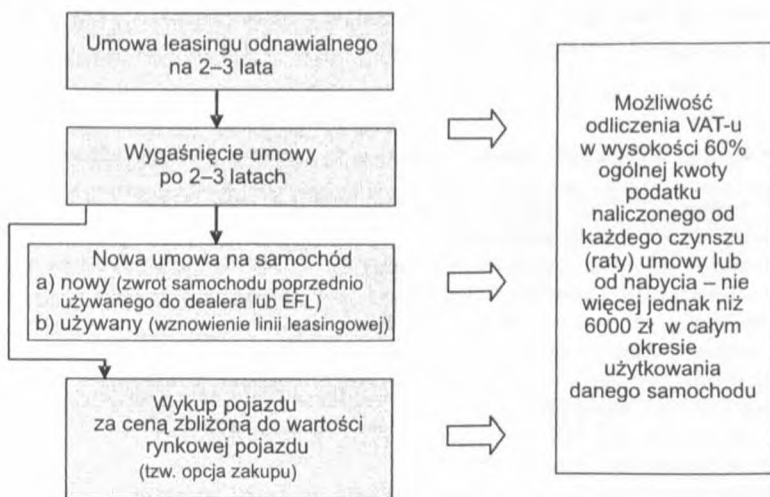 Umowa leasingu odnawialnego
na 2–3 lata
Wygaśnięcie umowy
po 2–3 latach
Nowa umowa na samochód
a) nowy (zwrot samochodu poprzednio
używanego do dealera lub EFL)
b) używany (wznowienie linii leasingowej)
Wykup pojazdu
za ceną zbliżoną do wartości
rynkowej pojazdu
(tzw. opcja zakupu)
Możliwość
odliczenia VAT-u
w wysokości 60%
ogólnej kwoty
podatku
naliczonego od
każdego czynszu
(raty) umowy lub
od nabycia – nie
więcej jednak niż
6000 zł w całym
okresie
użytkowania
danego samochodu